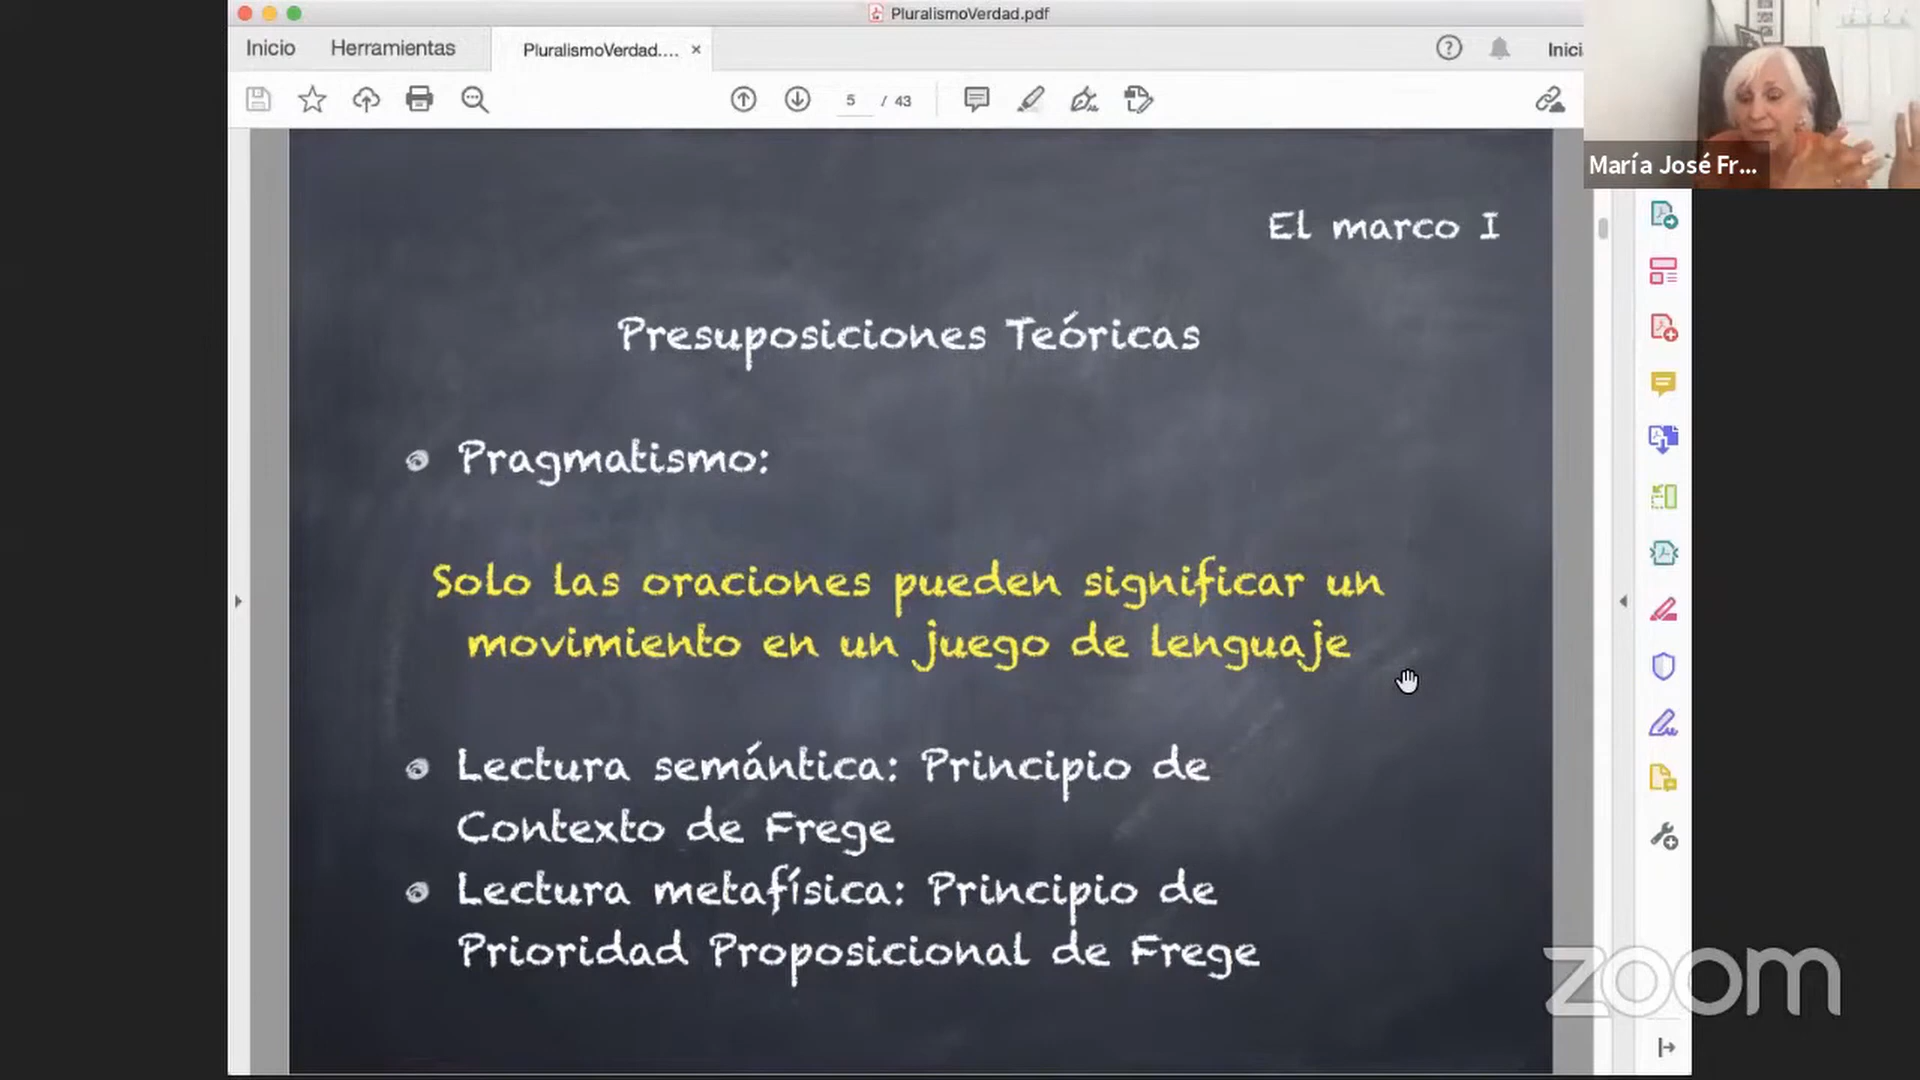 PluralismoVerdad.pdf
Inicio
Herramientas
PluralismoVerdad....
Inici
5 / 43
María José Fr...
El marco I
Presuposiciones Teóricas
Pragmatismo:
Solo las oraciones pueden significar un
movimiento en un juego de lenguaje
Lectura semántica: Principio de
Contexto de Frege
Lectura metafísica: Principio de
Prioridad Proposicional de Frege
zoom